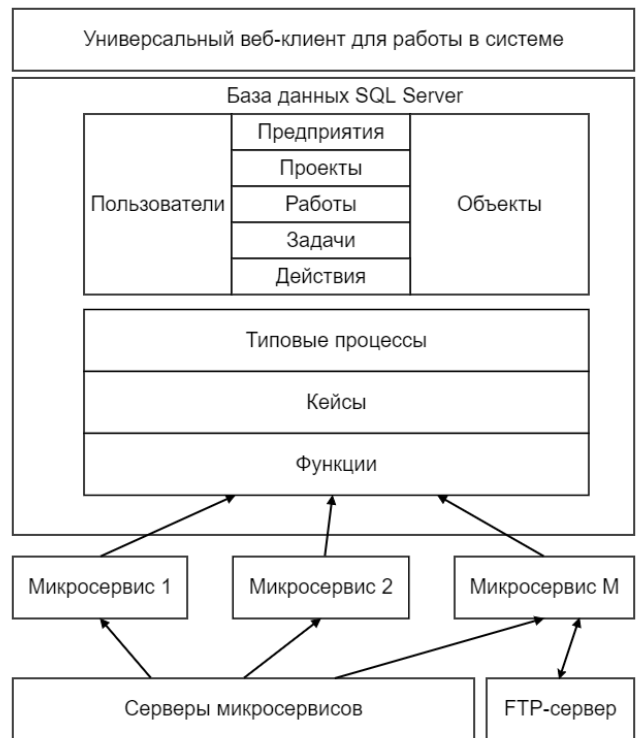 Универсальный веб-клиент для работы в системе
База данных SQL Server
Пользователи
Предприятия
Проекты
Работы
Задачи
Действия
Объекты
Типовые процессы
Кейсы
Функции
Микросервис 1
Микросервис 2
Микросервис M
Серверы микросервисов
FTP-сервер